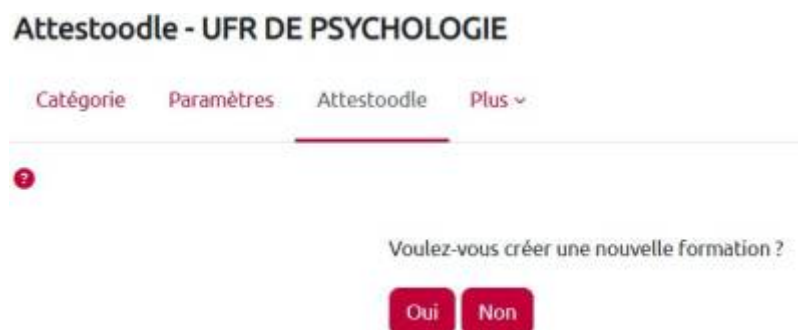 Attestoodle - UFR DE PSYCHOLOGIE
Catégorie Paramètres Attestoodle Plus
?
Voulez-vous créer une nouvelle formation ?
Oui Non